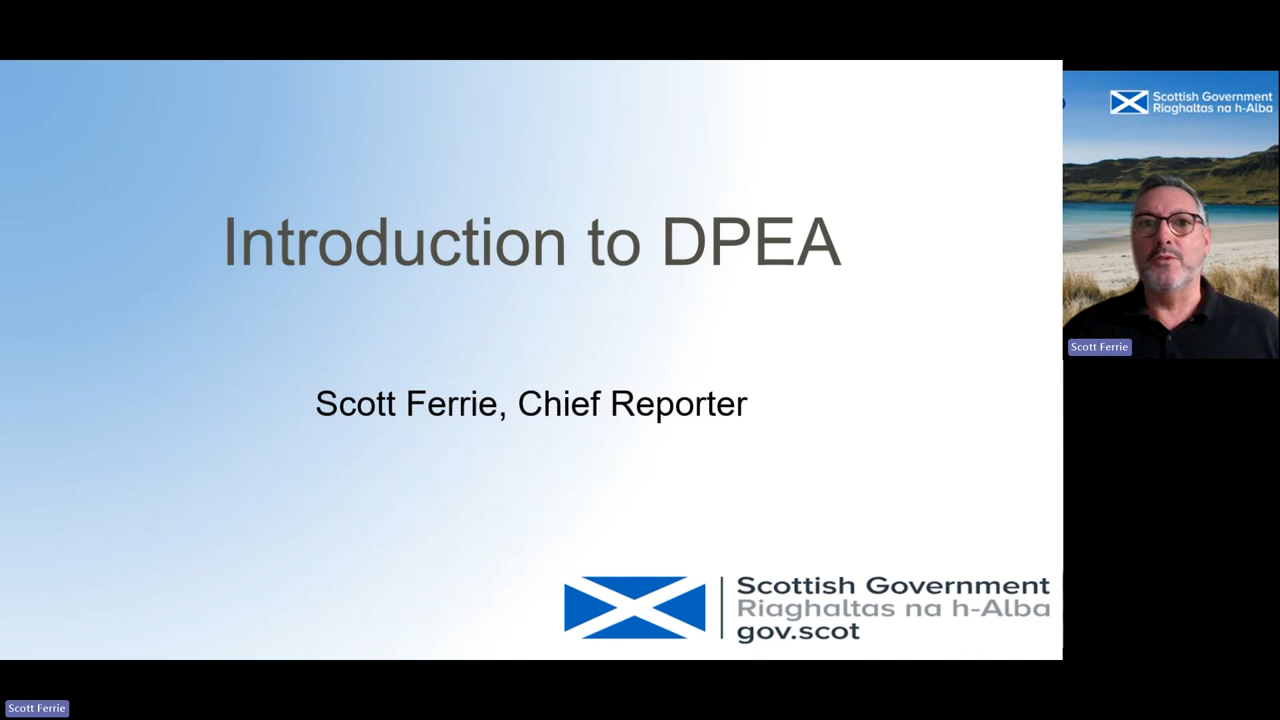 Introduction to DPEA
Scott Ferrie, Chief Reporter
Scottish Government
Riaghaltas na h-Alba
gov.scot
Scottish Government
Riaghaltas na h-Alba
Scott Ferrie
Scott Ferrie